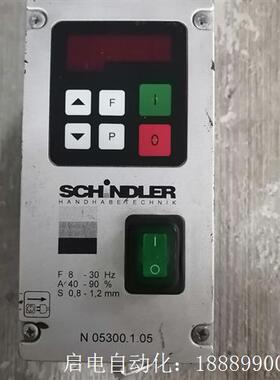 F
I
P
0
SCHINDLER
HANDHABETECHNIK
F 8 - 30 Hz
A 40 - 90 %
S 0,8 - 1,2 mm
N 05300.1.05
启电自动化：18889900